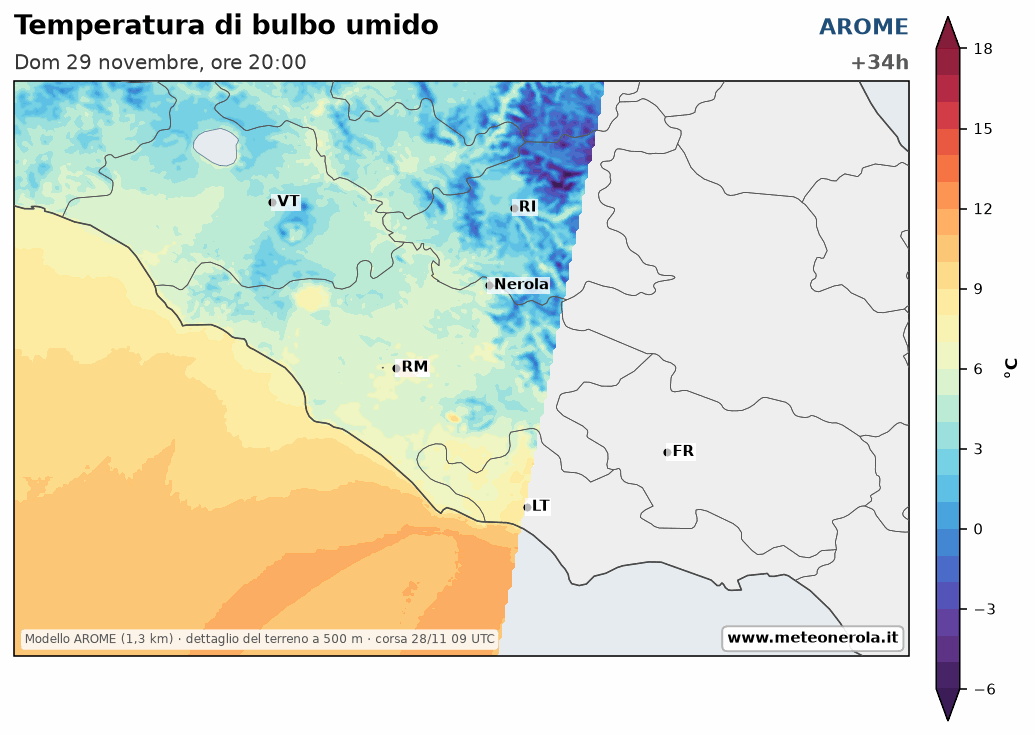 Temperatura di bulbo umido
AROME
Dom 29 novembre, ore 20:00
+34h
VT
RI
Nerola
RM
FR
LT
Modello AROME (1,3 km) · dettaglio del terreno a 500 m · corsa 28/11 09 UTC
www.meteonerola.it
18
15
12
9
6
3
0
−3
−6
°C